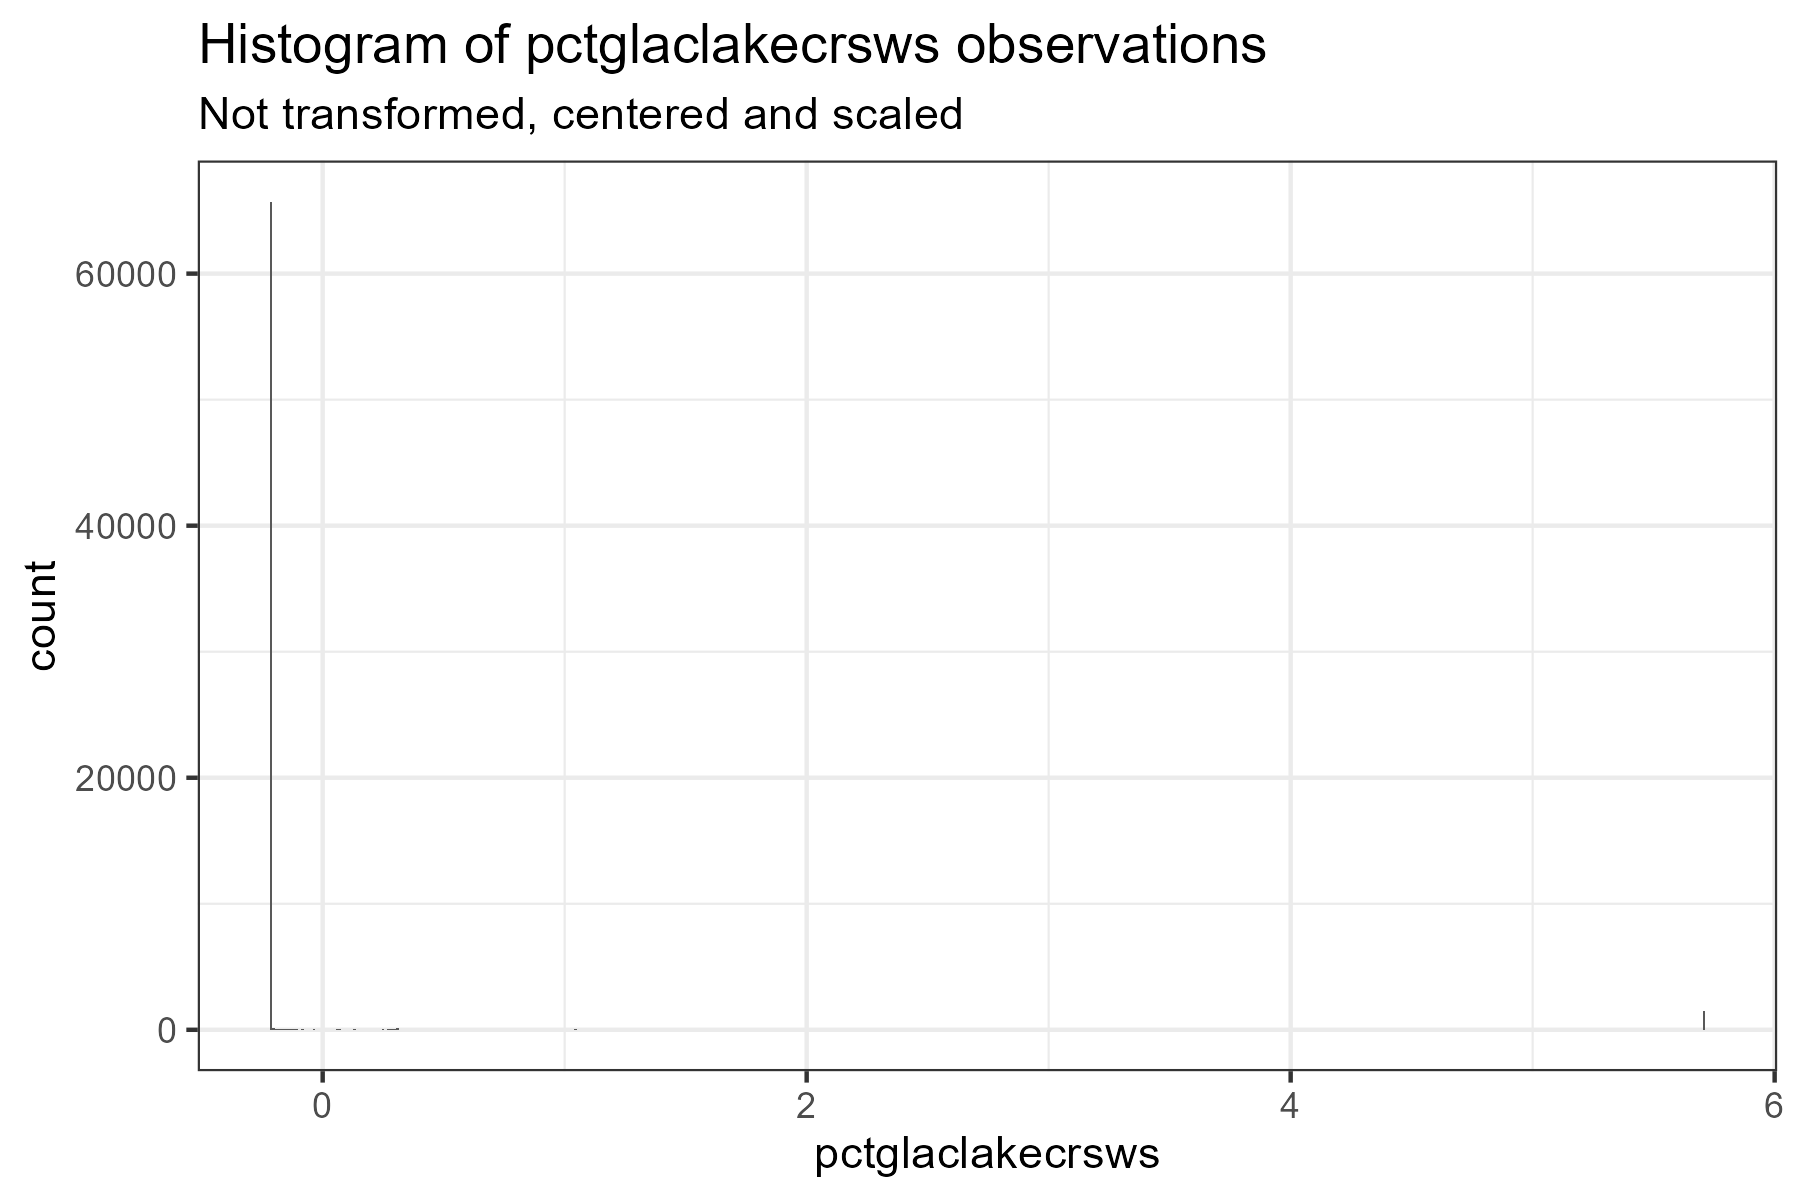 Histogram of pctglaclakecrsws observations
Not transformed, centered and scaled
60000
40000
20000
0
count
0 2 4 6
pctglaclakecrsws